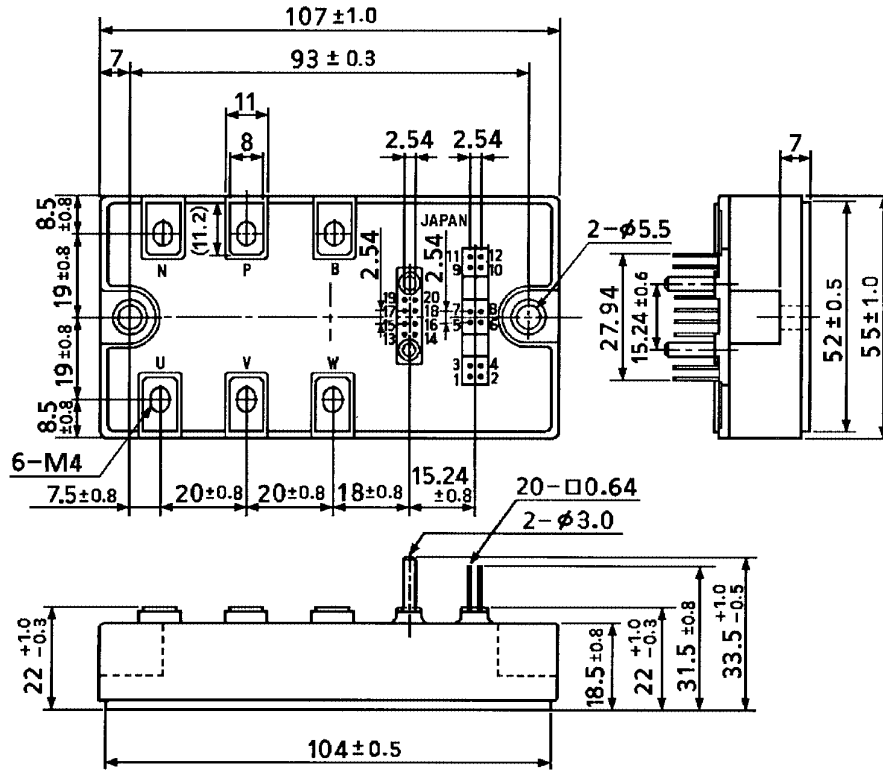 107±1.0
7
93±0.3
11
8
2.54
2.54
7
8.5±0.8
(11.2)
JAPAN
2-φ5.5
N
P
B
2.54
2.54
11 12
9 10
19 20
17 18
15 16
13 14
7 8
5 6
3 4
1 2
19±0.8
19±0.8
8.5±0.8
U
V
W
27.94
15.24±0.6
52±0.5
55±1.0
6-M4
7.5±0.8
20±0.8
20±0.8
18±0.8
15.24±0.8
20-□0.64
2-φ3.0
22 +1.0 -0.3
18.5±0.8
22 +1.0 -0.3
31.5±0.8
33.5 +1.0 -0.5
104±0.5